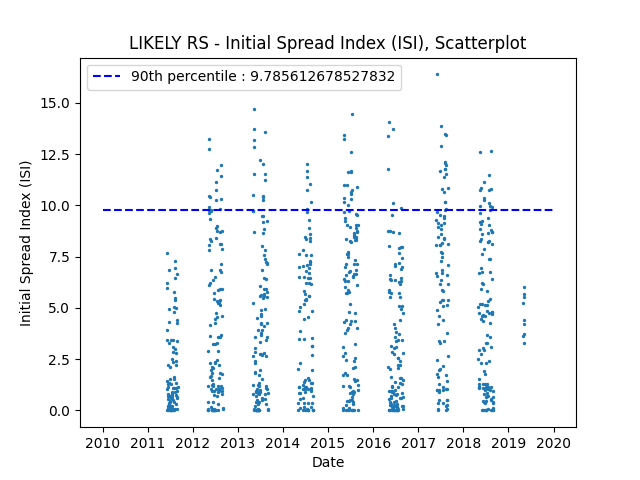 LIKELY RS - Initial Spread Index (ISI), Scatterplot
90th percentile : 9.785612678527832
15.0
12.5
10.0
7.5
5.0
2.5
0.0
Initial Spread Index (ISI)
2010 2011 2012 2013 2014 2015 2016 2017 2018 2019 2020
Date